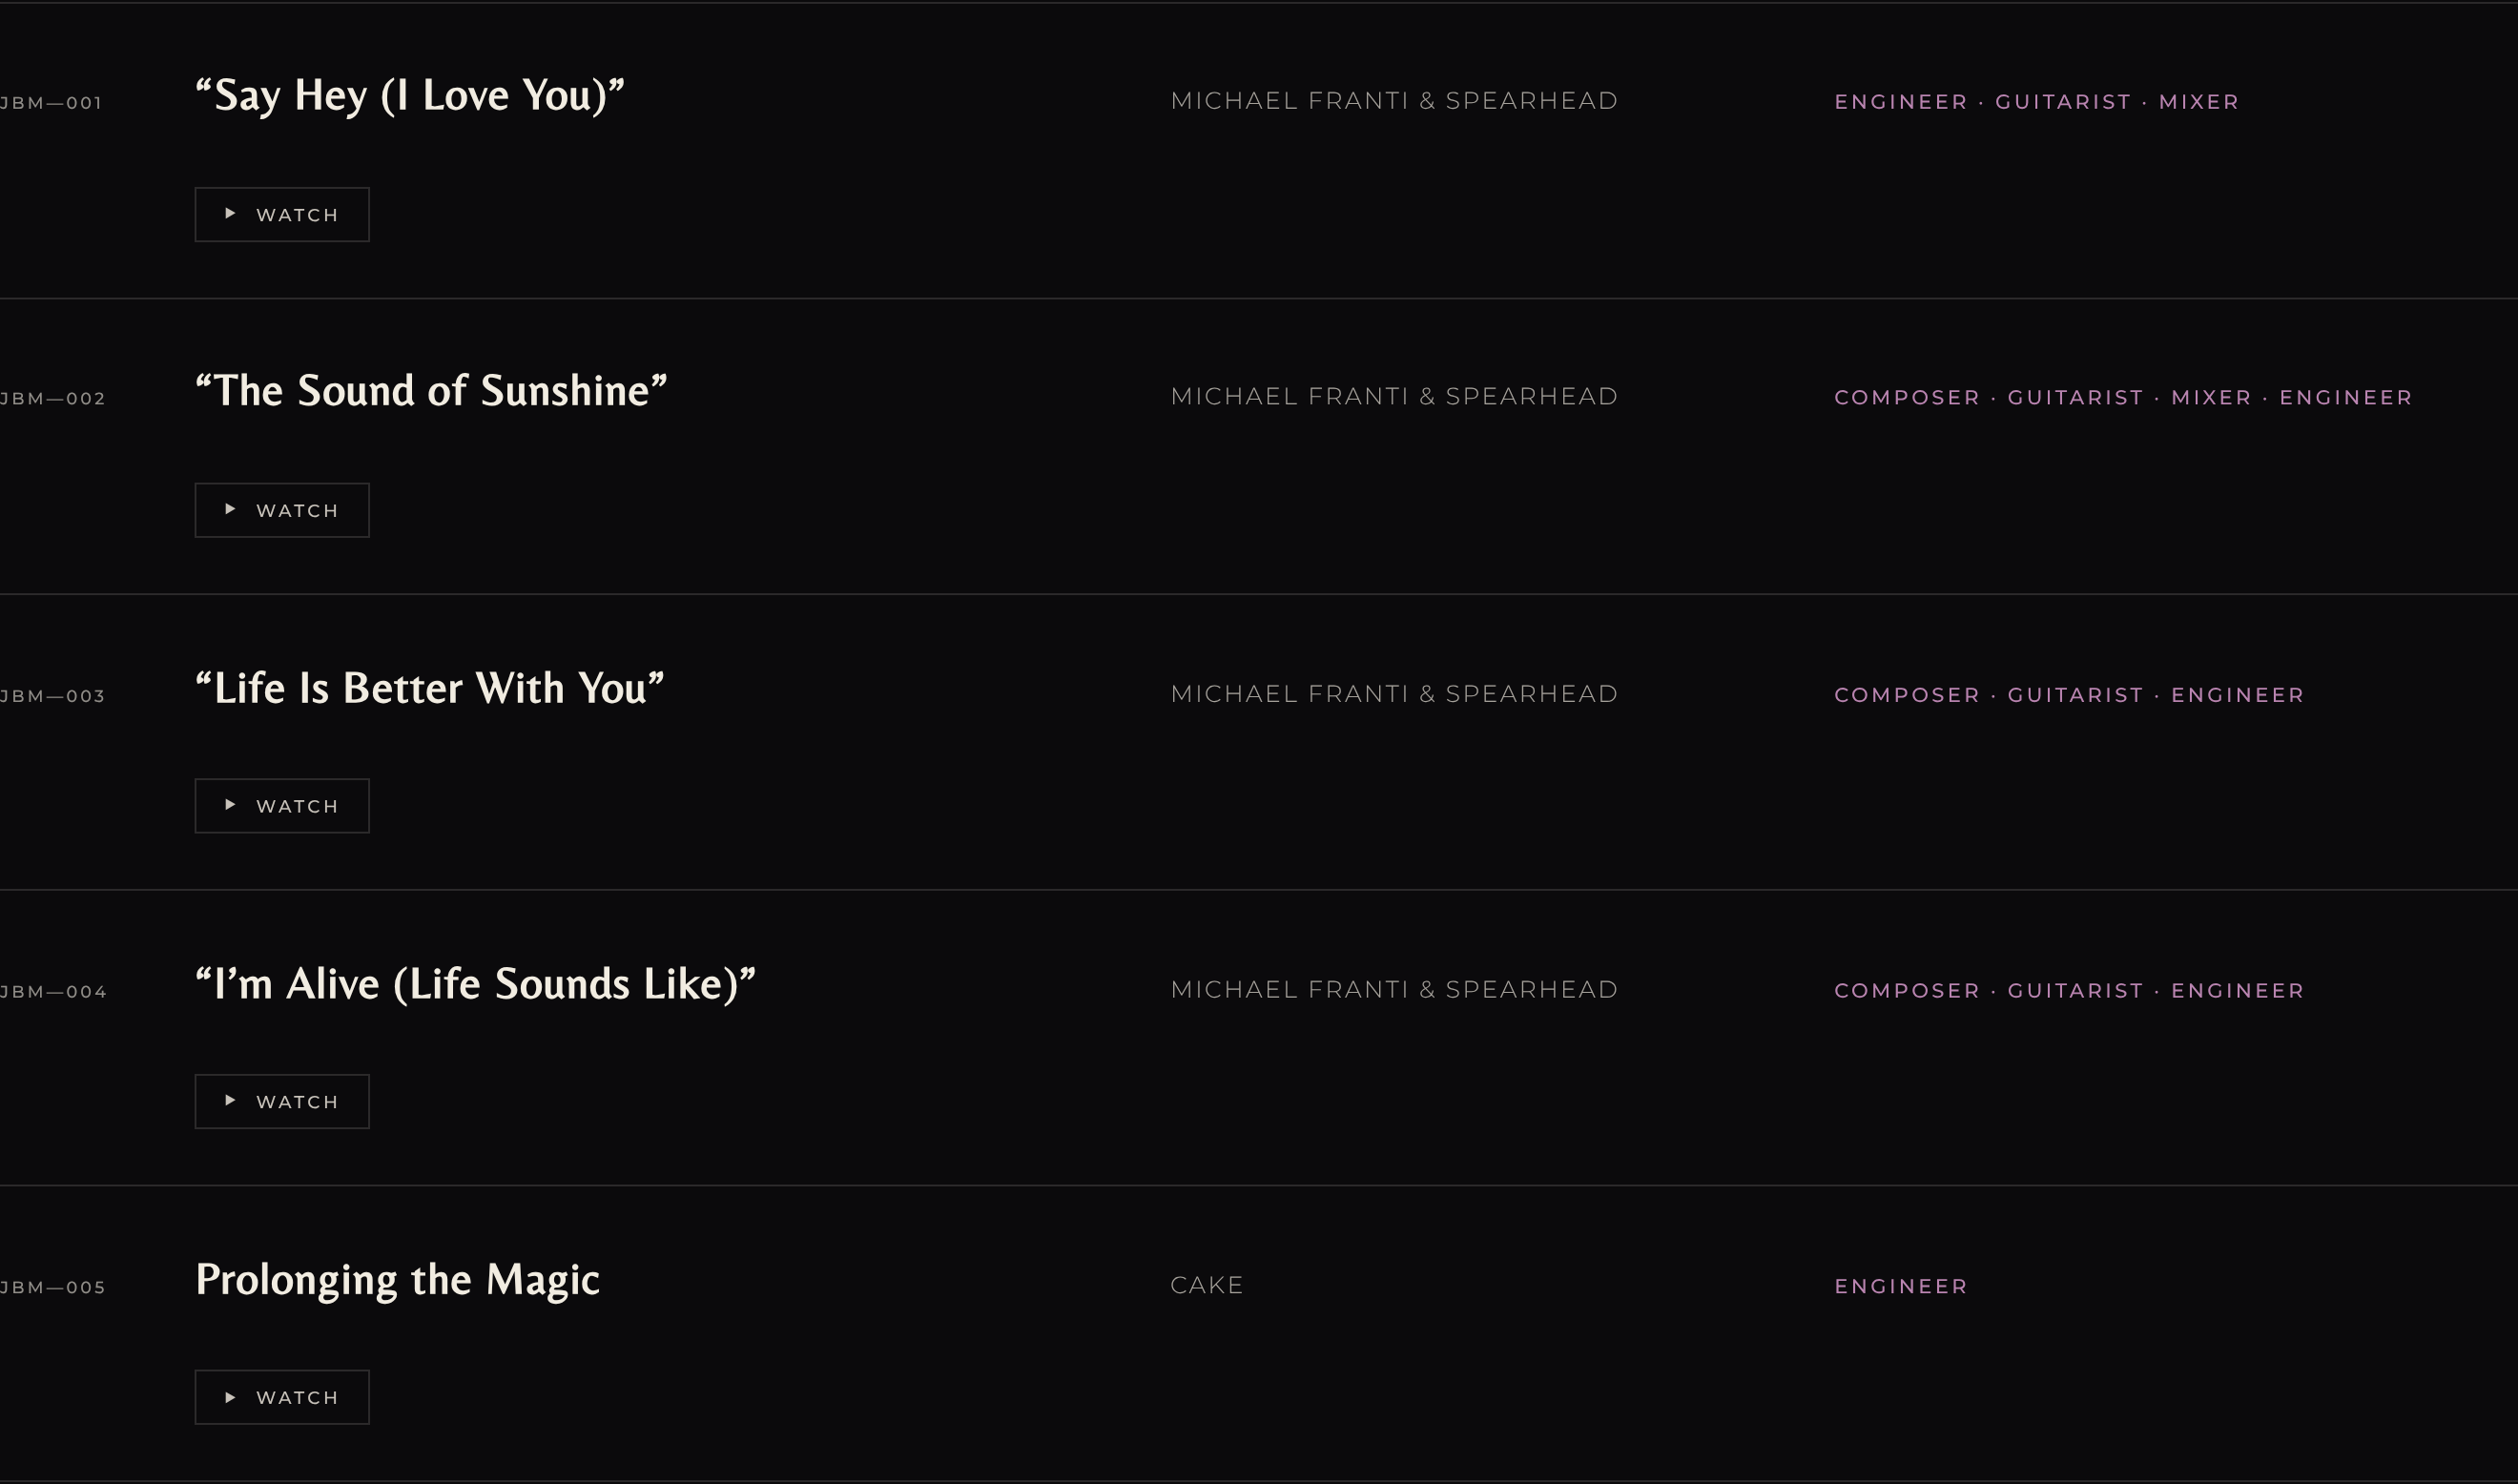 JBM—001 “Say Hey (I Love You)” MICHAEL FRANTI & SPEARHEAD ENGINEER · GUITARIST · MIXER
▶ WATCH
JBM—002 “The Sound of Sunshine” MICHAEL FRANTI & SPEARHEAD COMPOSER · GUITARIST · MIXER · ENGINEER
▶ WATCH
JBM—003 “Life Is Better With You” MICHAEL FRANTI & SPEARHEAD COMPOSER · GUITARIST · ENGINEER
▶ WATCH
JBM—004 “I’m Alive (Life Sounds Like)” MICHAEL FRANTI & SPEARHEAD COMPOSER · GUITARIST · ENGINEER
▶ WATCH
JBM—005 Prolonging the Magic CAKE ENGINEER
▶ WATCH